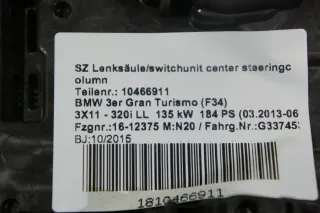 SZ Lenksäule/switchunit center steeringc
olumn
Teilenr.: 10466911
BMW 3er Gran Turismo (F34)
3X11 - 320i LL 135 kW 184 PS (03.2013-06
Fzgnr.:16-12375 M:N20 / Fahrg.Nr.:G33745
BJ:10/2015
1810466911